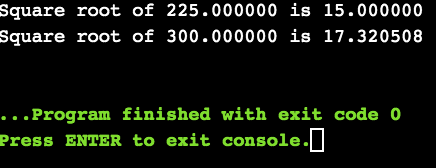 Square root of 225.000000 is 15.000000
Square root of 300.000000 is 17.320508
...Program finished with exit code 0
Press ENTER to exit console.